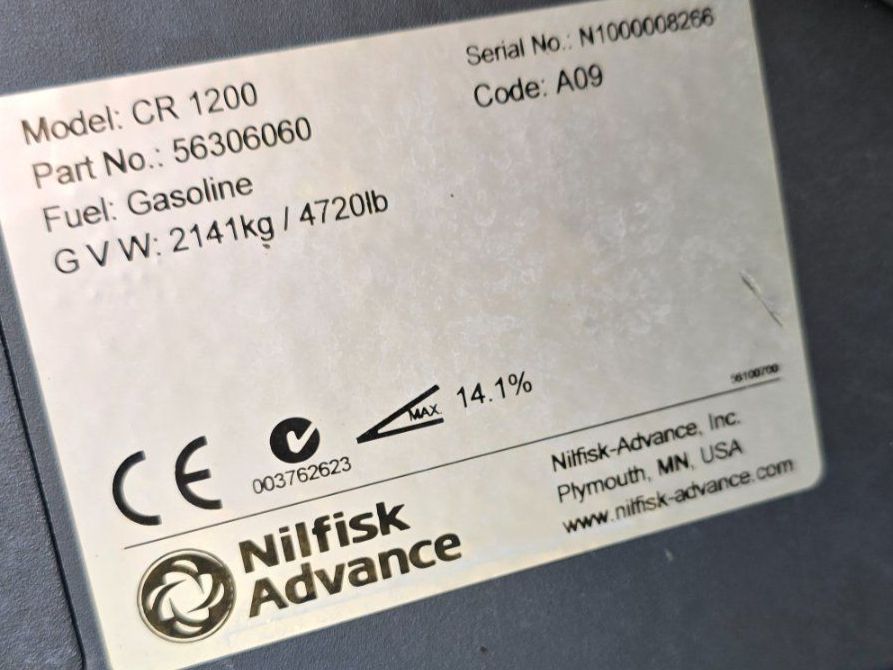 Model: CR 1200
Part No.: 56306060
Fuel: Gasoline
G V W: 2141kg / 4720lb
Serial No.: N1000008266
Code: A09
CE
003762623
MAX. 14.1%
56100700
Nilfisk
Advance
Nilfisk-Advance, Inc.
Plymouth, MN, USA
www.nilfisk-advance.com